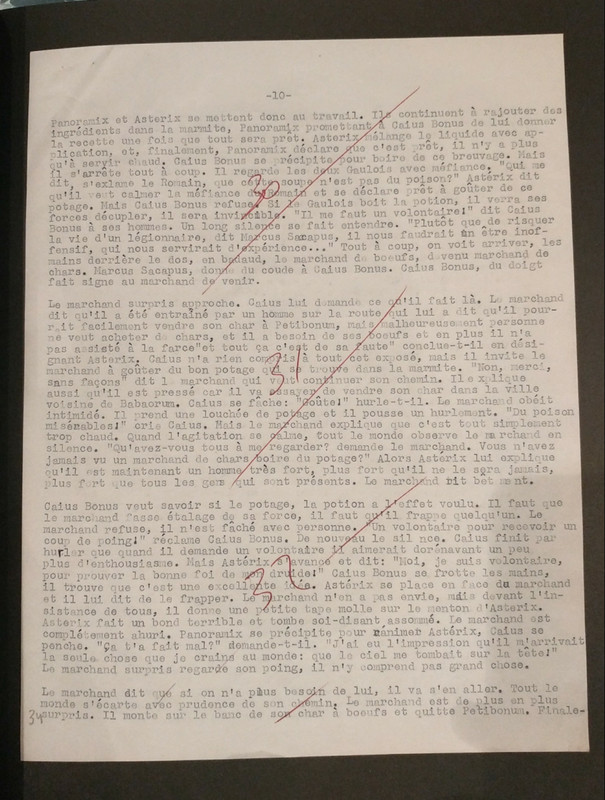 -10-
Panoramix et Asterix se mettent donc au travail. Ils continuent à rajouter des
ingrédients dans la marmite, Panoramix promettant à Caius Bonus de lui donner
la recette une fois que tout sera prêt. Asterix mélange le liquide avec ap-
plication, et, finalement, Panoramix déclare que c'est prêt, il n'y a plus
qu'à servir chaud. Caius Bonus se précipite pour boire de ce breuvage. Mais
il s'arrête tout à coup. Il regarde les deux Gaulois avec méfiance. "Qui me
dit, s'exlame le Romain, que cette soupe n'est pas du poison?" Astérix dit
qu'il veut calmer la méfiance du Romain et se déclare prêt à goûter de ce
potage. Mais Caius Bonus refuse. Si le Gaulois boit la potion, il verra ses
forces décupler, il sera invincible. "Il me faut un volontaire!" dit Caius
Bonus à ses hommes. Un long silence se fait entendre. "Plutôt que de risquer
la vie d'un légionnaire, dit Marcus Sacapus, il nous faudrait un être inof-
fensif, qui nous servirait d'expérience..." Tout à coup, on voit arriver, les
mains derrière le dos, en badaud, le marchand de boeufs, devenu marchand de
chars. Marcus Sacapus, donne du coude à Caius Bonus. Caius Bonus, du doigt
fait signe au marchand de venir.
30
Le marchand surpris approche. Caius lui demande ce qu'il fait là. Le marchand
dit qu'il a été entraîné par un homme sur la route qui lui a dit qu'il pour-
rait facilement vendre son char à Petibonum, mais malheureusement personne
ne veut acheter de chars, et il a besoin de ses boeufs et en plus il n'a
pas assisté à la farce"et tout ça c'est de sa faute" conclut-t-il en dési-
gnant Asterix. Caius n'a rien compris à tout cet exposé, mais il invite le
marchand à goûter du bon potage qui se trouve dans la marmite. "Non, merci,
sans façons" dit le marchand qui veut continuer son chemin. Il explique
aussi qu'il est pressé car il va essayer de vendre son char dans la ville
voisine de Babaorum. Caius se fâche: "Goûte!" hurle-t-il. Le marchand obéit
intimidé. Il prend une louchée de potage et il pousse un hurlement. "Du poison
misérables!" crie Caius. Mais le marchand explique que c'est tout simplement
trop chaud. Quand l'agitation se calme, tout le monde observe le marchand en
silence. "Qu'avez-vous tous à me regarder? demande le marchand. Vous n'avez
jamais vu un marchand de chars boire du potage?" Alors Asterix lui explique
qu'il est maintenant un homme très fort, plus fort qu'il ne le sera jamais,
plus fort que tous les gens qui sont présents. Le marchand rit bêtement.
31
Caius Bonus veut savoir si le potage, la potion a l'effet voulu. Il faut que
le marchand fasse étalage de sa force, il faut qu'il frappe quelqu'un. Le
marchand refuse, il n'est fâché avec personne. "Un volontaire pour recevoir un
coup de poing!" réclame Caius Bonus. De nouveau le silence. Caius finit par
hurler que quand il demande un volontaire il aimerait dorénavant un peu
plus d'enthousiasme. Mais Astérix s'avance et dit: "Moi, je suis volontaire,
pour prouver la bonne foi de mon druide!" Caius Bonus se frotte les mains,
il trouve que c'est une excellente idée. Astérix se place en face du marchand
et il lui dit de le frapper. Le marchand n'en a pas envie, mais devant l'in-
sistance de tous, il donne une petite tape molle sur le menton d'Asterix.
Asterix fait un bond terrible et tombe soi-disant assommé. Le marchand est
complétement ahuri. Panoramix se précipite pour ranimer Astérix, Caius se
penche. "Ça t'a fait mal?" demande-t-il. "J'ai eu l'impression qu'il m'arrivait
la seule chose que je crains au monde: que le ciel me tombait sur la tête!"
Le marchand surpris regarde son poing, il n'y comprend pas grand chose.
32
Le marchand dit que si on n'a plus besoin de lui, il va s'en aller. Tout le
monde s'écarte avec prudence de son chemin. Le marchand est de plus en plus
surpris. Il monte sur le banc de son char à boeufs et quitte Petibonum. Finale-